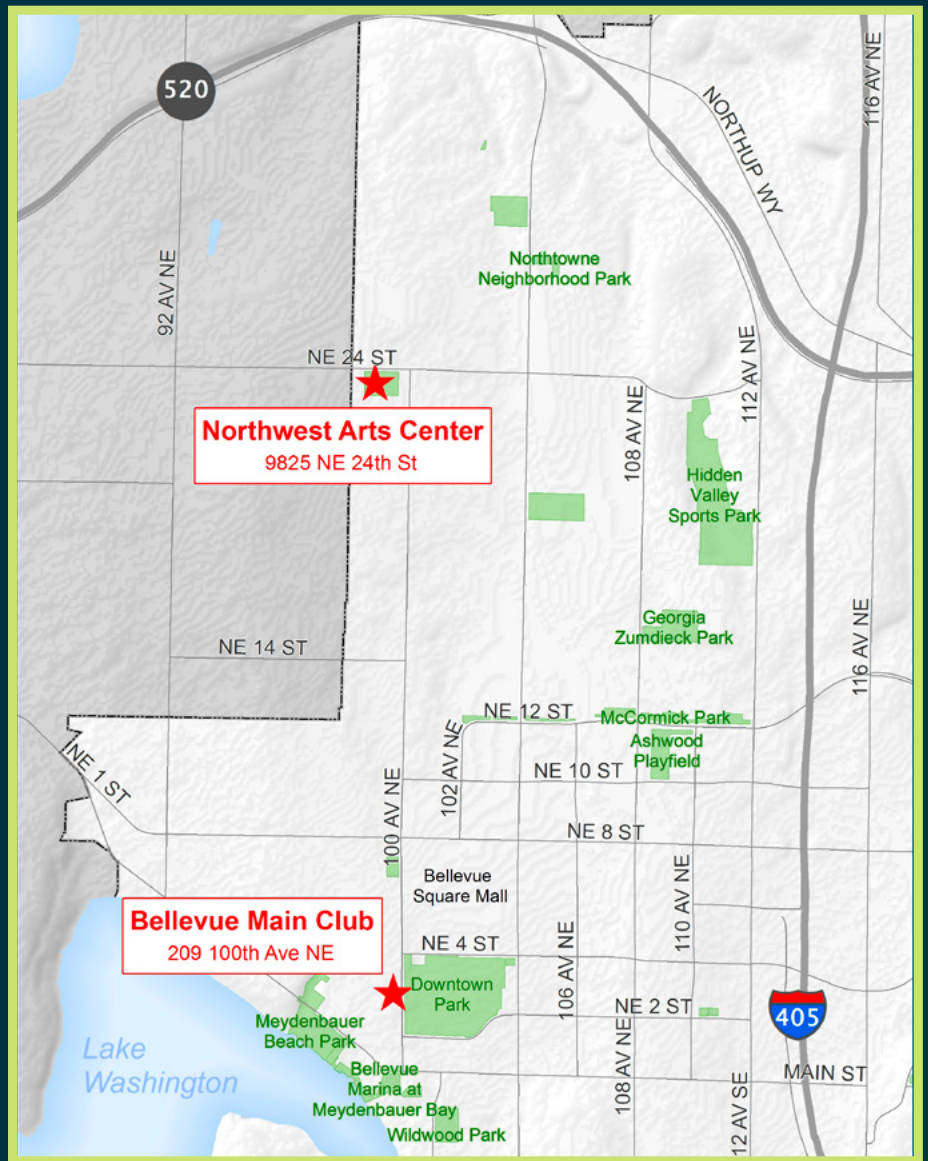 520
116 AV NE
NORTHUP WY
92 AV NE
Northtowne
Neighborhood Park
NE 24 ST
112 AV NE
Northwest Arts Center
9825 NE 24th St
108 AV NE
Hidden
Valley
Sports Park
Georgia
Zumdieck Park
116 AV NE
NE 14 ST
NE 12 ST
McCormick Park
102 AV NE
Ashwood
Playfield
NE 10 ST
NE 1 ST
100 AV NE
NE 8 ST
Bellevue
Square Mall
110 AV NE
Bellevue Main Club
209 100th Ave NE
NE 4 ST
106 AV NE
Downtown
Park
NE 2 ST
405
Meydenbauer
Beach Park
Lake
Washington
108 AV NE
Bellevue
Marina at
Meydenbauer Bay
MAIN ST
12 AV SE
Wildwood Park